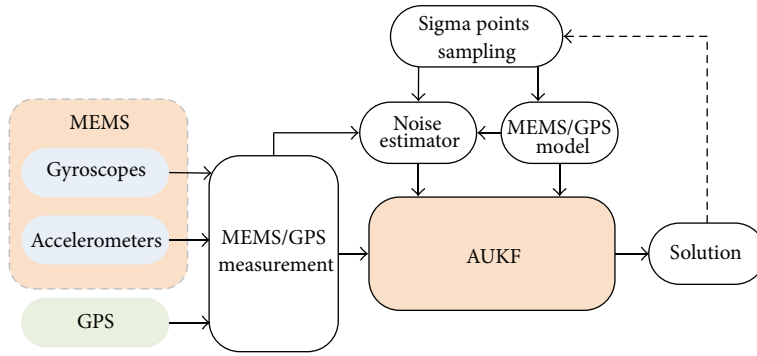 Sigma points
sampling
MEMS
Noise
estimator
MEMS/GPS
model
Gyroscopes
Accelerometers
MEMS/GPS
measurement
AUKF
Solution
GPS